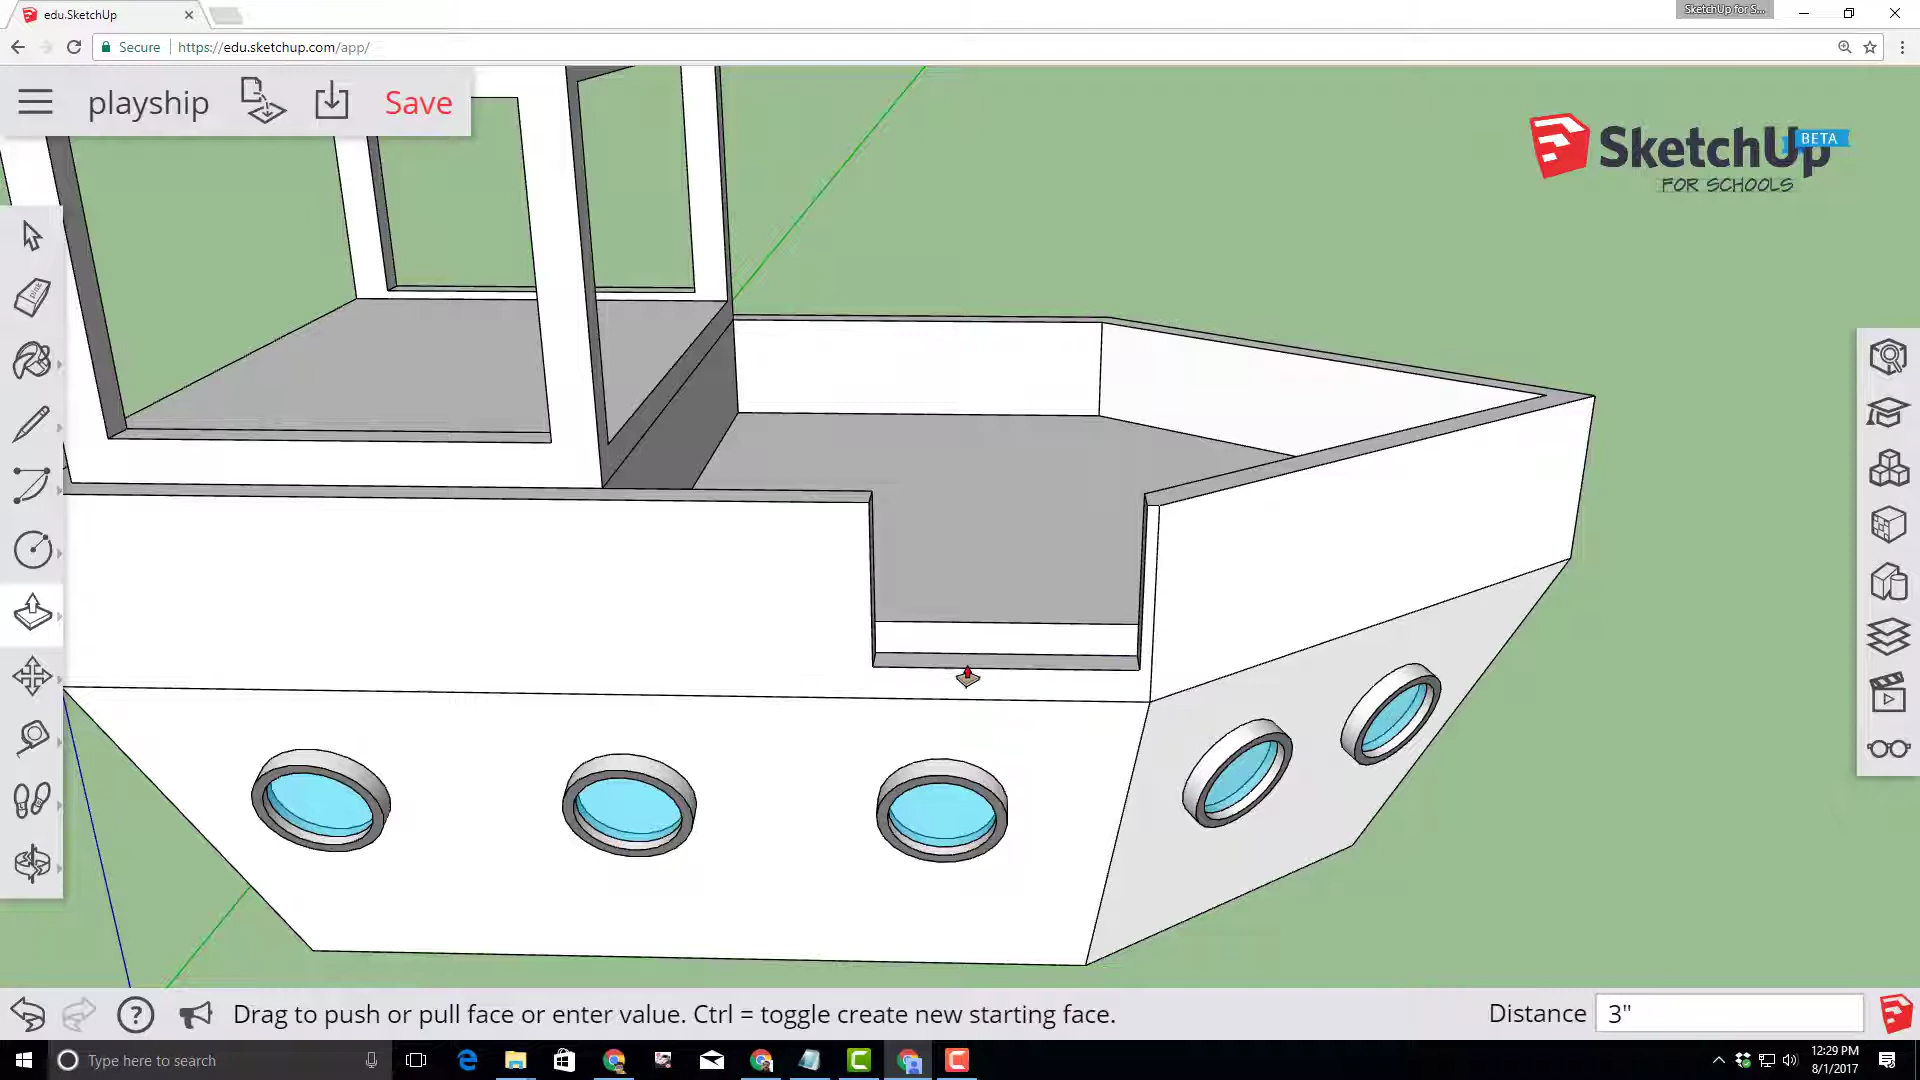 edu.SketchUp
SketchUp for S...
Secure
https://edu.sketchup.com/app/
playship
Save
SketchUp
BETA
FOR SCHOOLS
Drag to push or pull face or enter value. Ctrl = toggle create new starting face.
Distance
3"
Type here to search
12:29 PM
8/1/2017